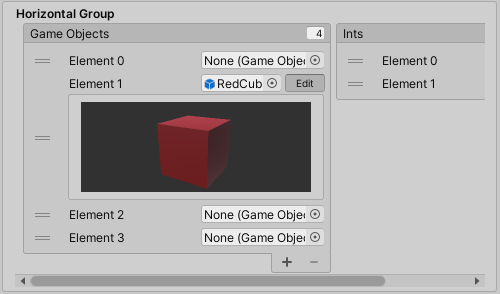 Horizontal Group
Game Objects 4
Element 0 None (Game Obje
Element 1 RedCub Edit
Element 2 None (Game Obje
Element 3 None (Game Obje
+ −
Ints
Element 0
Element 1